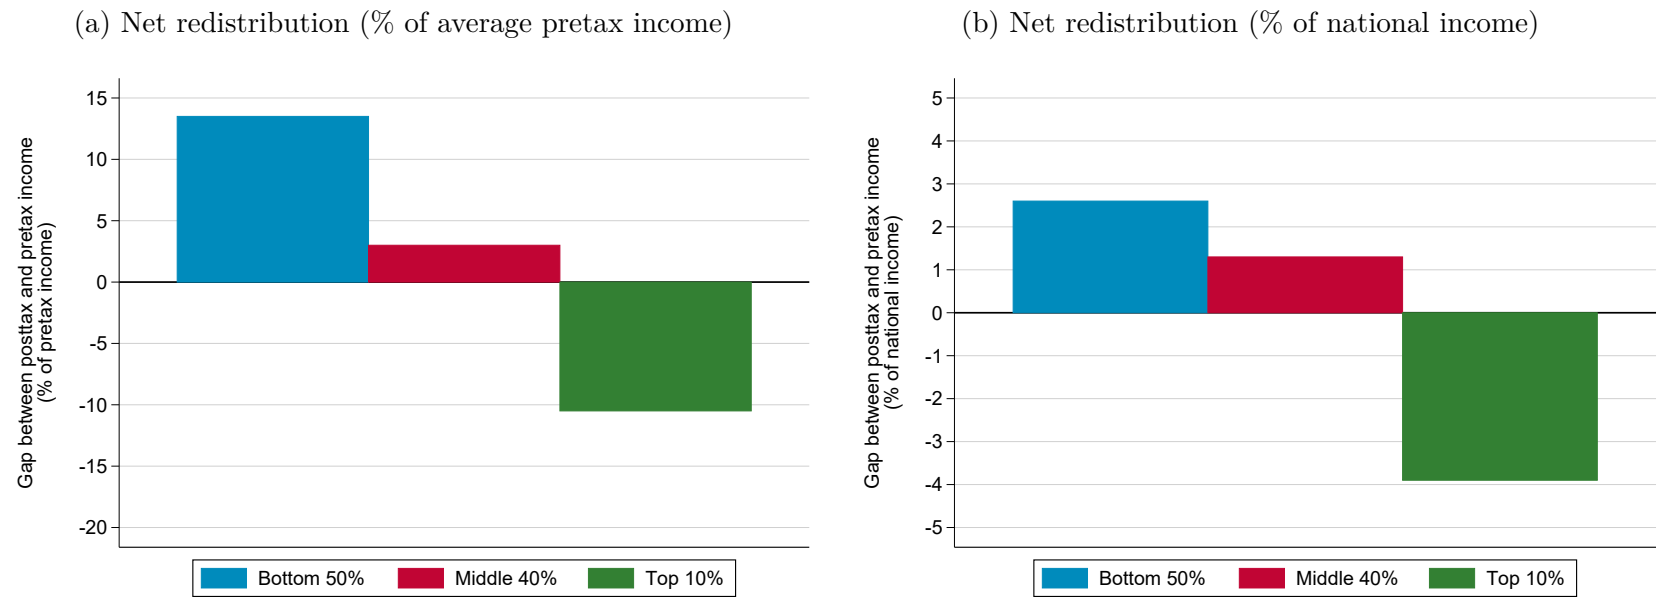 (a) Net redistribution (% of average pretax income)
Gap between posttax and pretax income
(% of pretax income)
15
10
5
0
-5
-10
-15
-20
Bottom 50% Middle 40% Top 10%
(b) Net redistribution (% of national income)
Gap between posttax and pretax income
(% of national income)
5
4
3
2
1
0
-1
-2
-3
-4
-5
Bottom 50% Middle 40% Top 10%